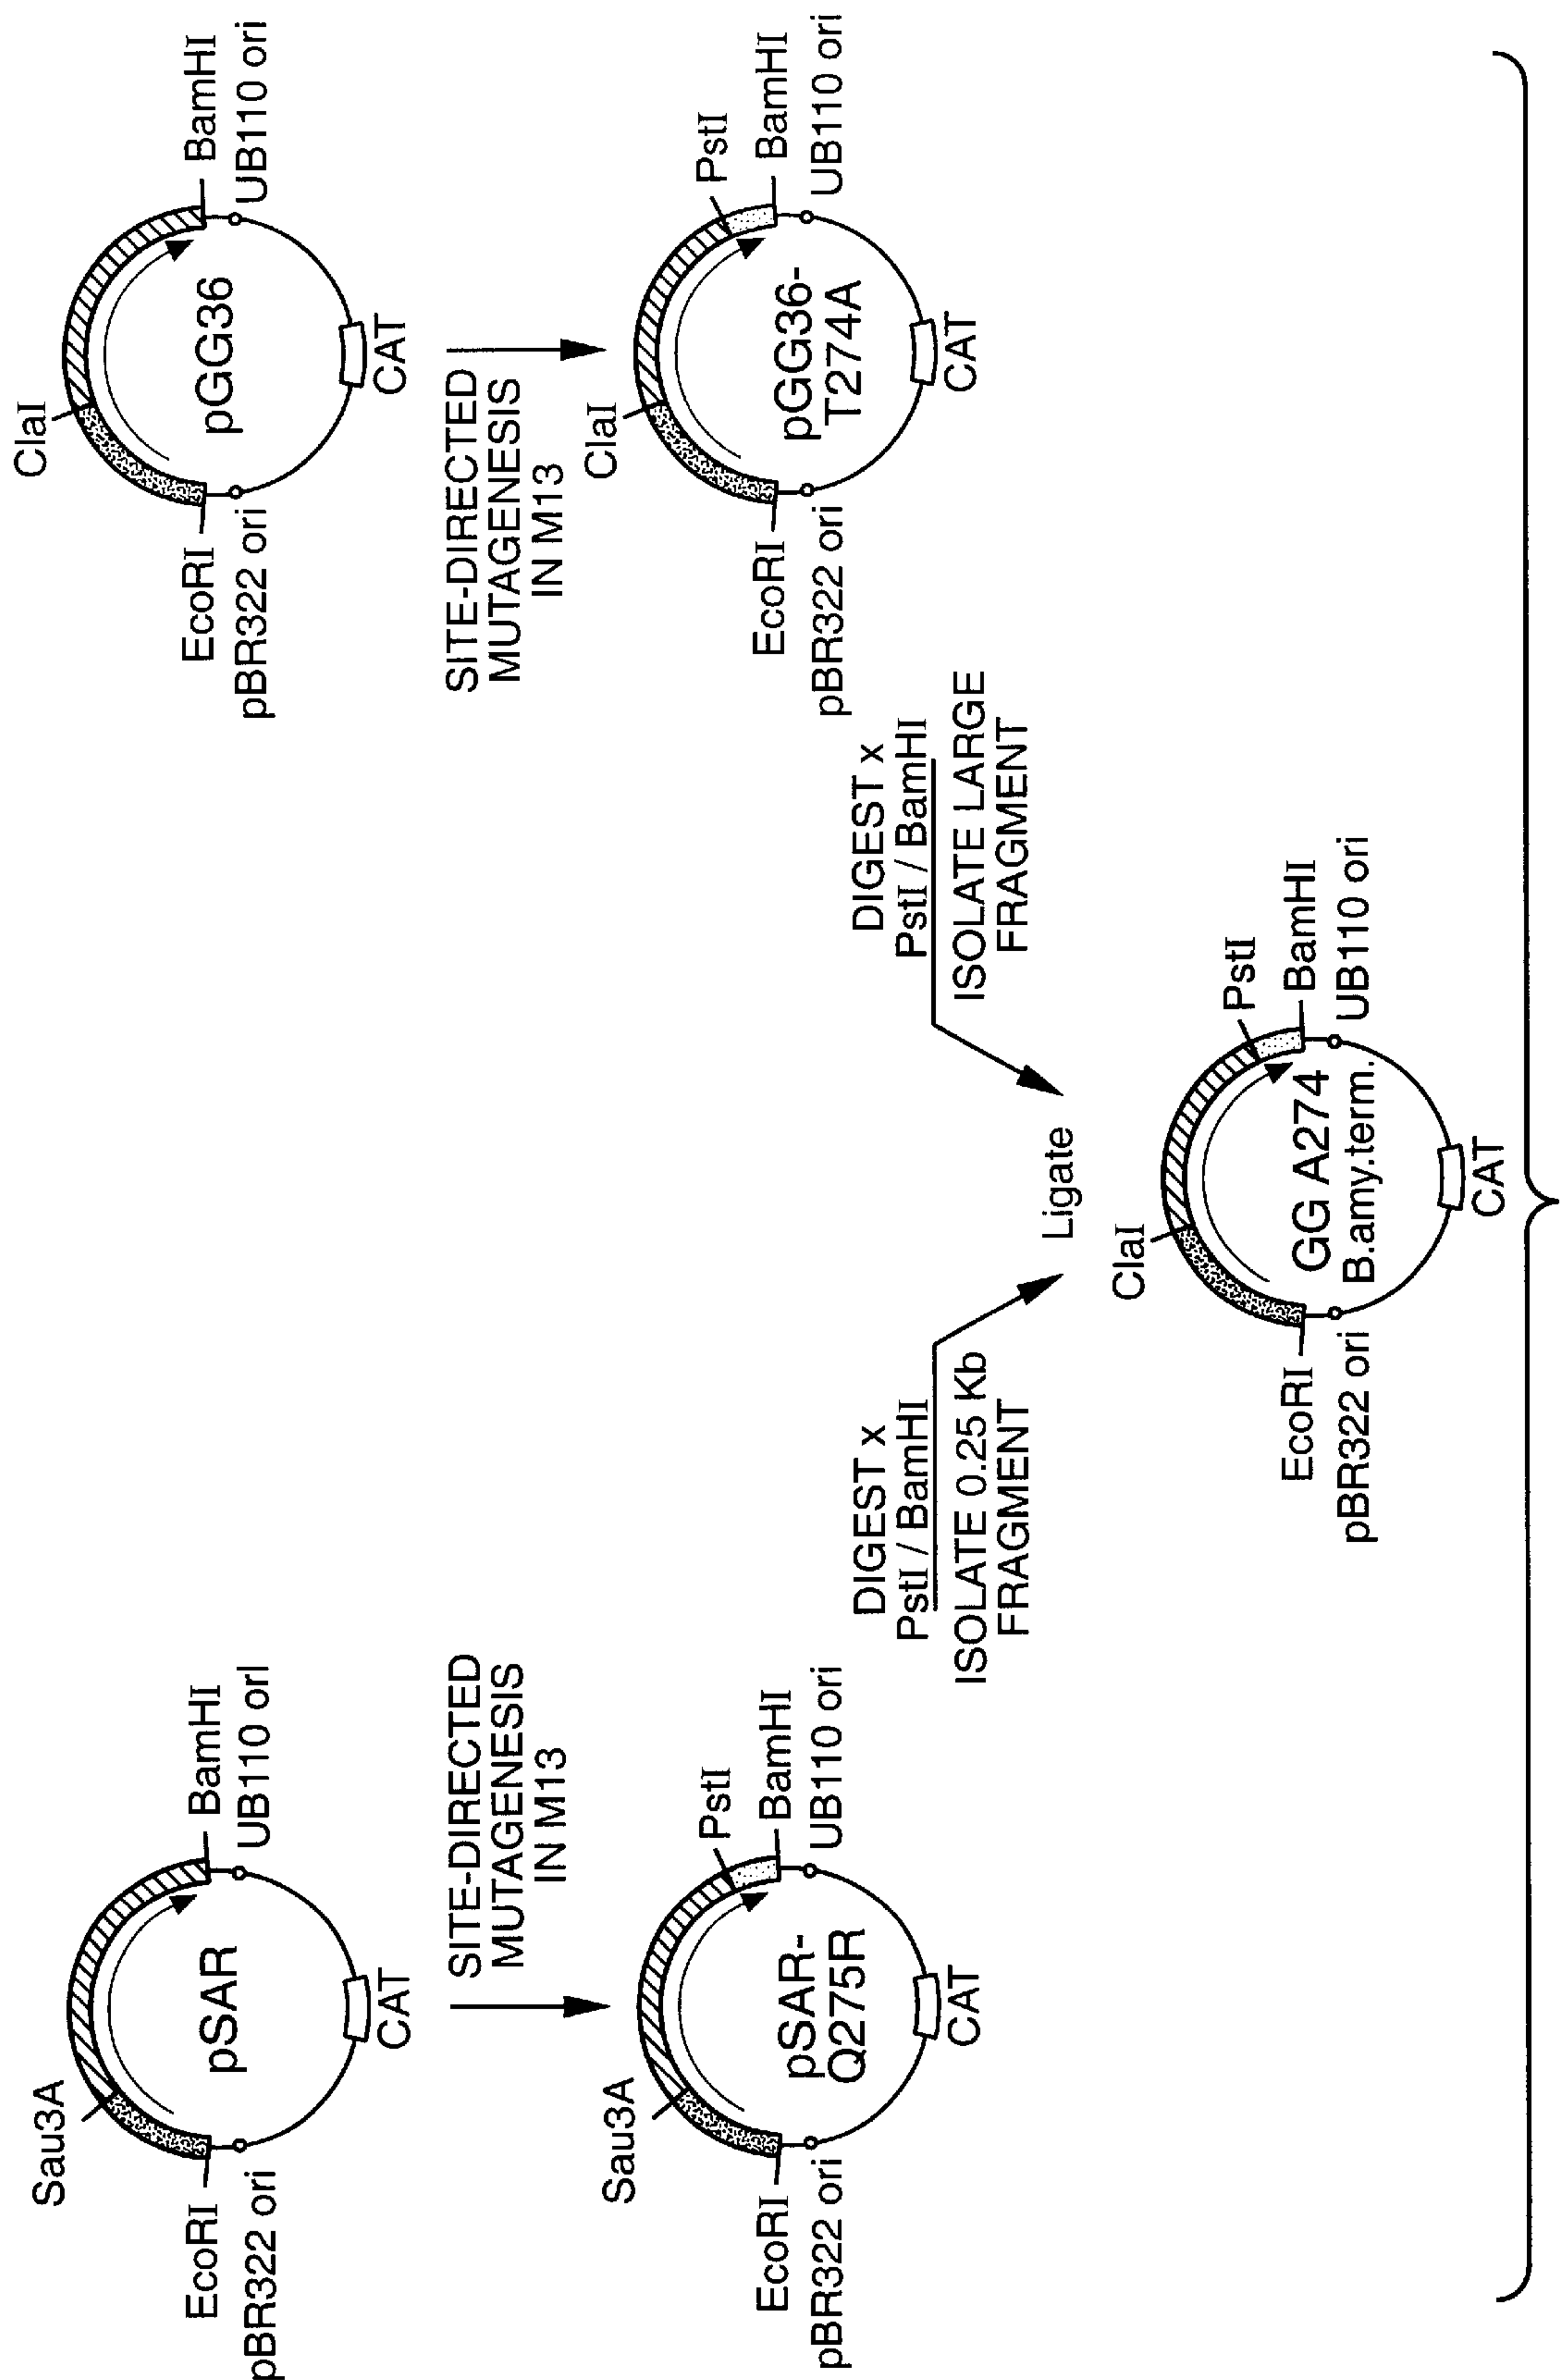 Sau3A
EcoRI
BamHI
pBR322 ori
UB110 orI
pSAR
CAT
ClaI
EcoRI
BamHI
pBR322 ori
UB110 ori
pGG36
CAT
SITE-DIRECTED
MUTAGENESIS
IN M13
SITE-DIRECTED
MUTAGENESIS
IN M13
Sau3A
PstI
EcoRI
BamHI
pBR322 ori
UB110 ori
pSAR-
Q275R
CAT
ClaI
PstI
EcoRI
BamHI
pBR322 ori
UB110 ori
pGG36-
T274A
CAT
DIGEST x
PstI / BamHI
ISOLATE 0.25 Kb
FRAGMENT
DIGEST x
PstI / BamHI
ISOLATE LARGE
FRAGMENT
Ligate
ClaI
PstI
EcoRI
BamHI
pBR322 ori
UB110 ori
GG A274
B.amy.term.
CAT